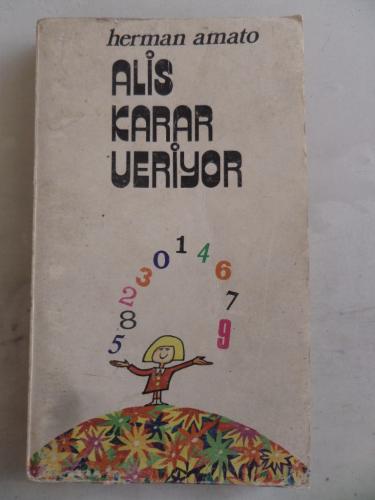 herman amato
ALİS
KARAR
VERİYOR
5 8 2 3 0 1 4 6 7 9